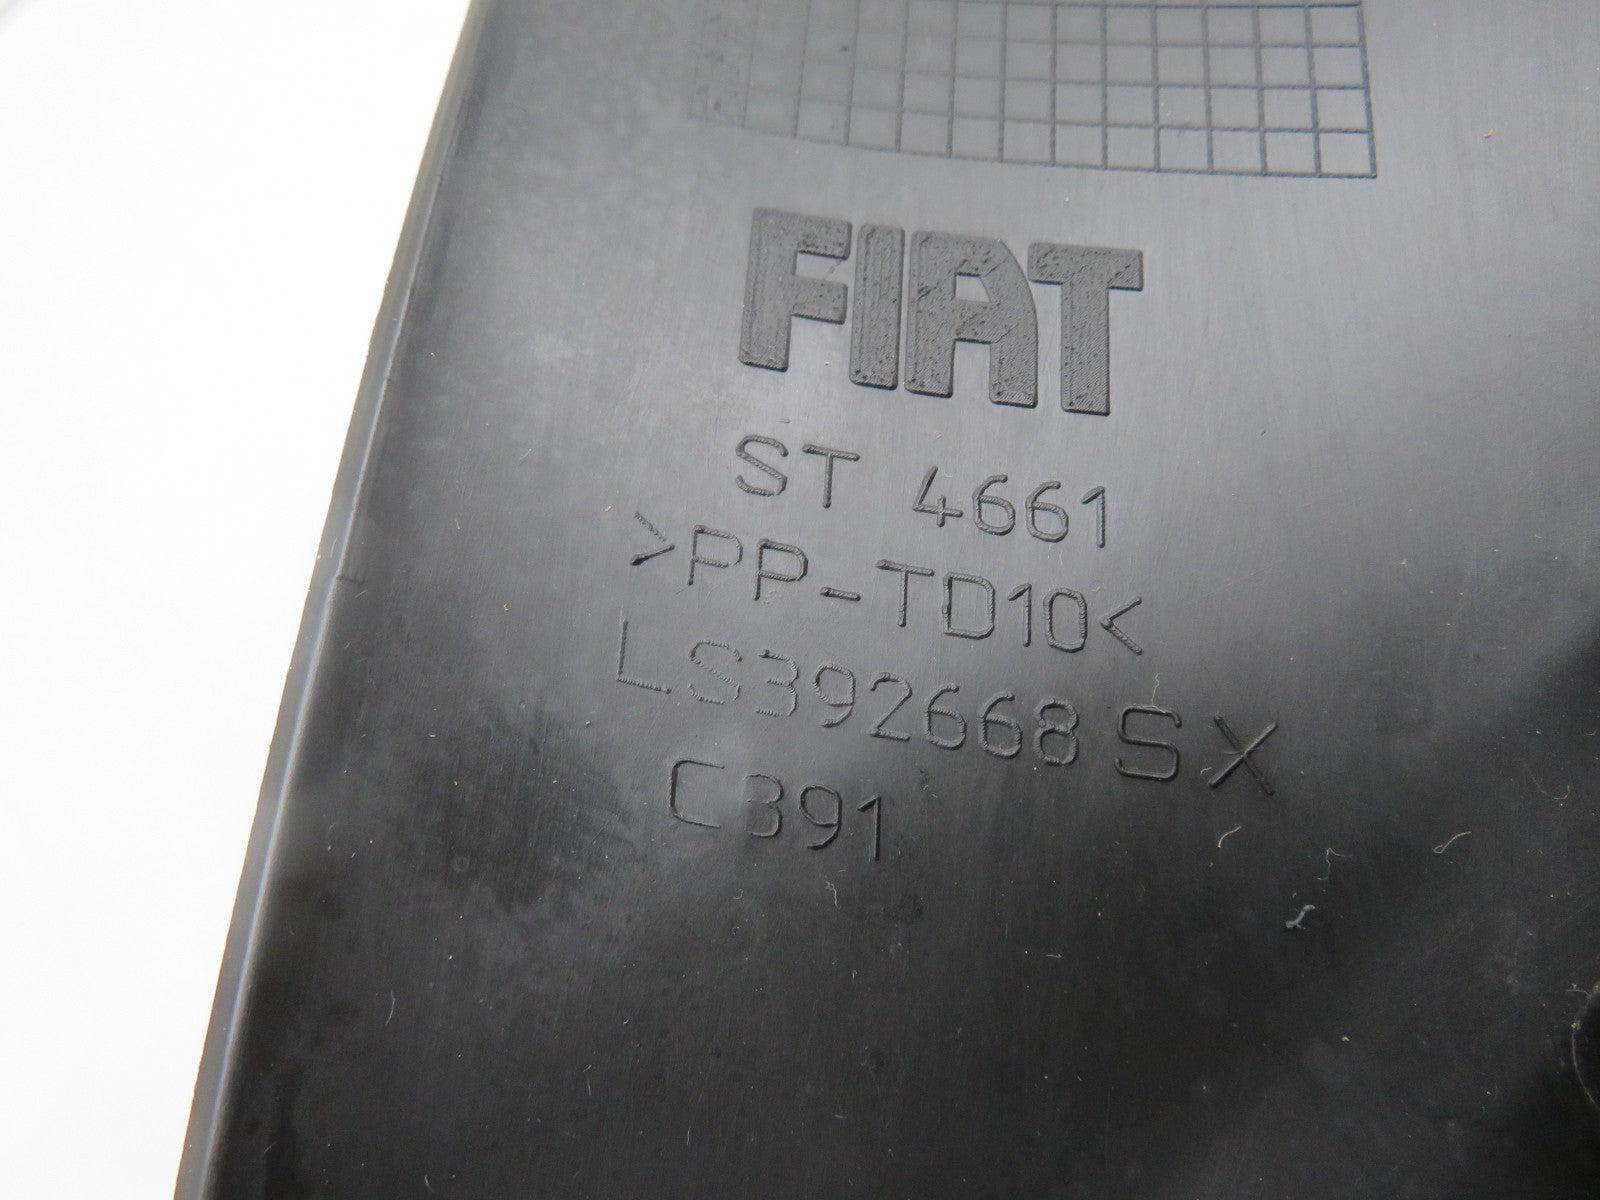 FIAT
ST 4661
>PP-TD10<
LS392668 SX
C391